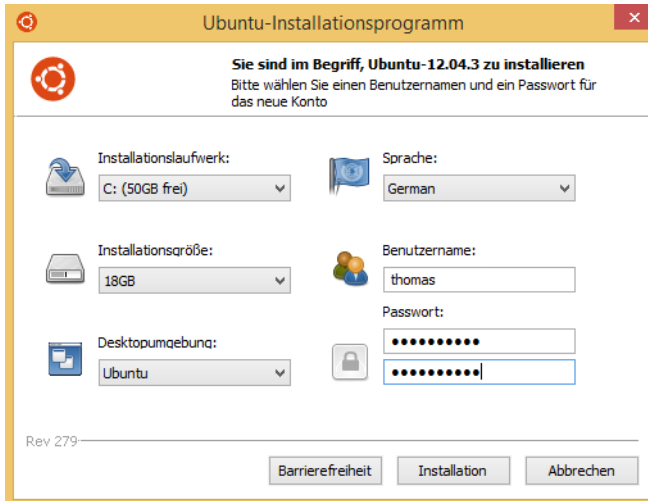 Ubuntu-Installationsprogramm
Sie sind im Begriff, Ubuntu-12.04.3 zu installieren
Bitte wählen Sie einen Benutzernamen und ein Passwort für
das neue Konto
Installationslaufwerk:
C: (50GB frei)
Sprache:
German
Installationsgröße:
18GB
Benutzername:
thomas
Passwort:
●●●●●●●●●●
●●●●●●●●●●
Desktopumgebung:
Ubuntu
Rev 279
Barrierefreiheit
Installation
Abbrechen